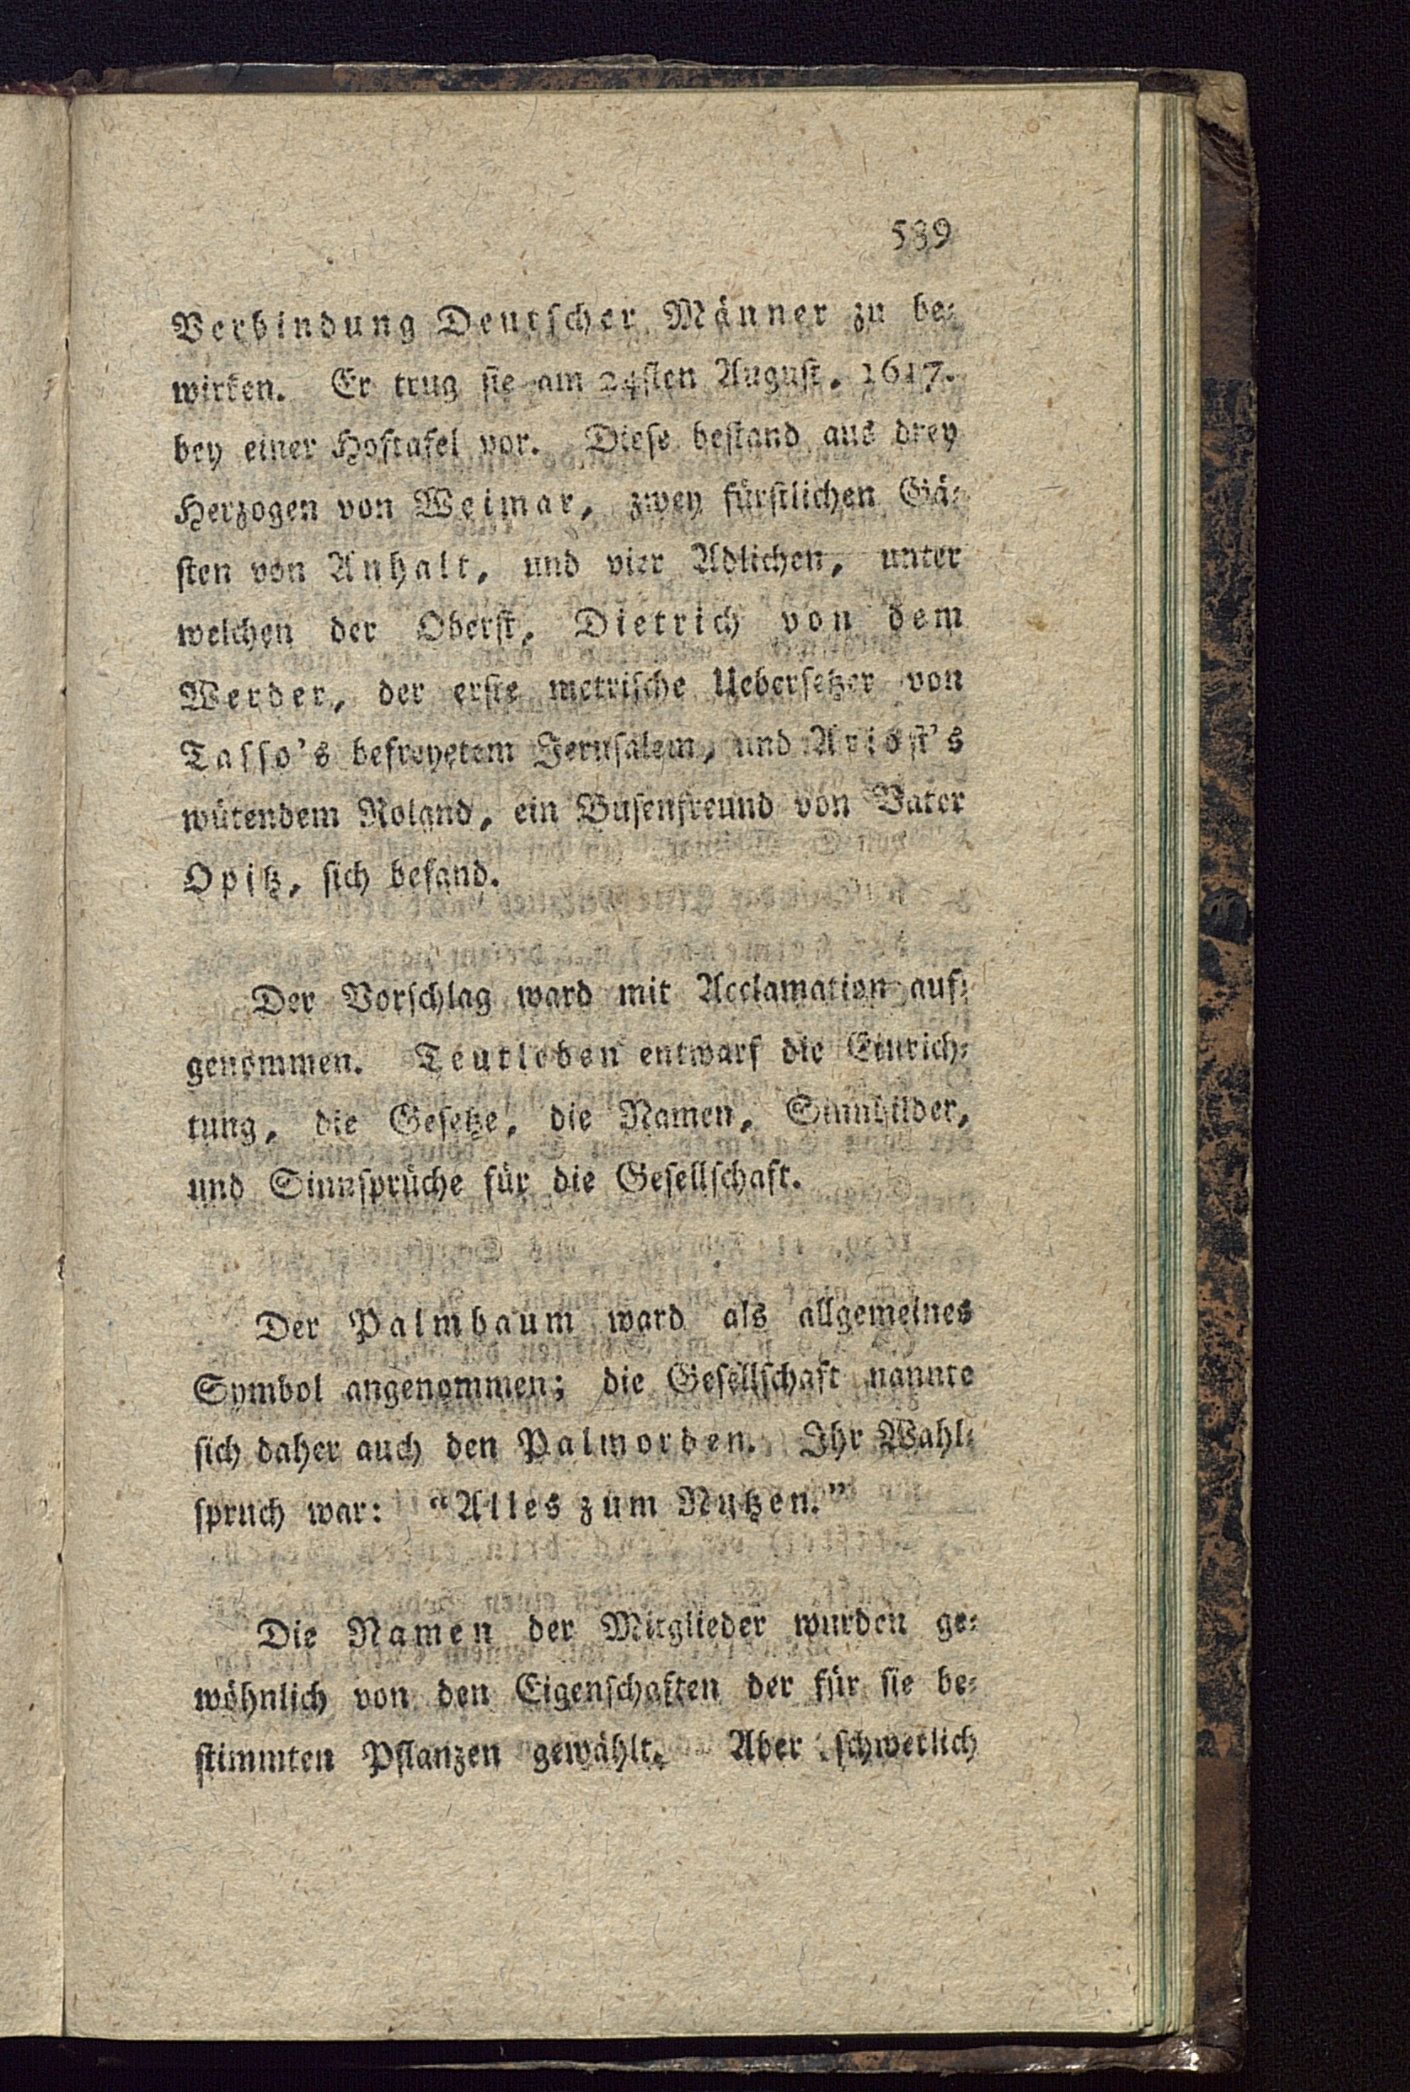 539
Verbindung Deutscher Männer zu be-
wirken. Er trug sie am 24sten August. 1617.
bey einer Hoftafel vor. Diese bestand aus drey
Herzogen von Weimar, zwey fürstlichen Gä-
sten von Anhalt, und vier Adlichen, unter
welchen der Oberst, Dietrich von dem
Werder, der erste metrische Uebersetzer von
Tasso's befreyetem Jerusalem, und Ariost's
wütendem Roland, ein Busenfreund von Vater
Opitz, sich befand.
Der Vorschlag ward mit Acclamation auf-
genommen. Teutleben entwarf die Einrich-
tung, die Gesetze, die Namen, Sinnbilder,
und Sinnsprüche für die Gesellschaft.
Der Palmbaum ward als allgemeines
Symbol angenommen; die Gesellschaft nannte
sich daher auch den Palmorden. Ihr Wahl-
spruch war: “Alles zum Nutzen.”
Die Namen der Mitglieder wurden ge-
wöhnlich von den Eigenschaften der für sie be-
stimmten Pflanzen gewählt. Aber schwerlich